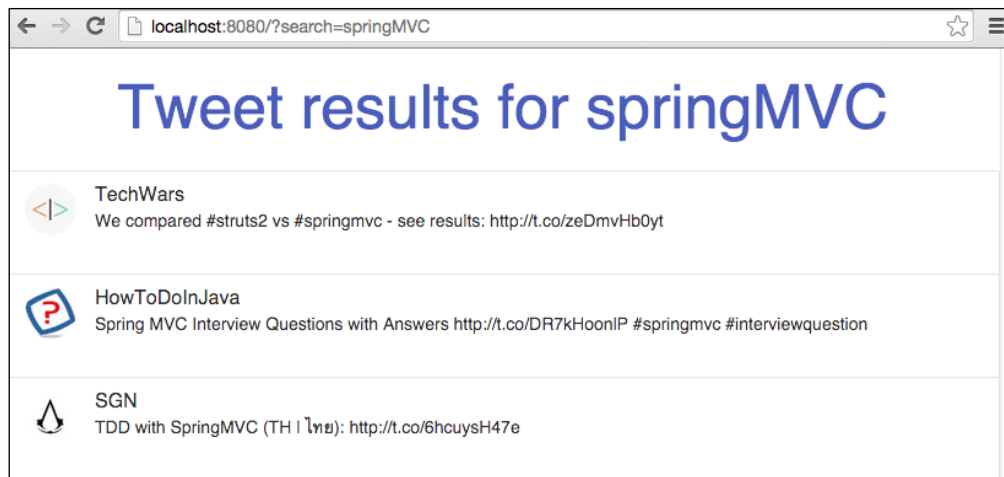 localhost:8080/?search=springMVC
Tweet results for springMVC
TechWars
We compared #struts2 vs #springmvc - see results: http://t.co/zeDmvHb0yt
HowToDoInJava
Spring MVC Interview Questions with Answers http://t.co/DR7kHoonIP #springmvc #interviewquestion
SGN
TDD with SpringMVC (TH | ไทย): http://t.co/6hcuysH47e